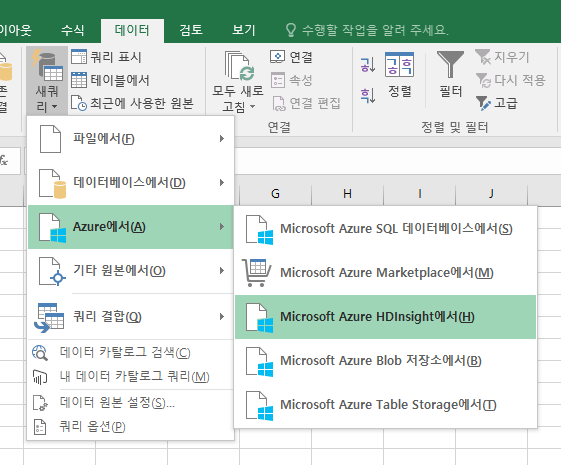 이아웃 수식 데이터 검토 보기 수행할 작업을 알려 주세요.
새 쿼리
쿼리 표시
테이블에서
최근에 사용한 원본
모두 새로 고침
연결
속성
연결 편집
연결
정렬
필터
지우기
다시 적용
고급
정렬 및 필터
fx
G H I J
파일에서(F)
데이터베이스에서(D)
Azure에서(A)
기타 원본에서(O)
쿼리 결합(Q)
데이터 카탈로그 검색(C)
내 데이터 카탈로그 쿼리(M)
데이터 원본 설정(S)...
쿼리 옵션(P)
Microsoft Azure SQL 데이터베이스에서(S)
Microsoft Azure Marketplace에서(M)
Microsoft Azure HDInsight에서(H)
Microsoft Azure Blob 저장소에서(B)
Microsoft Azure Table Storage에서(T)